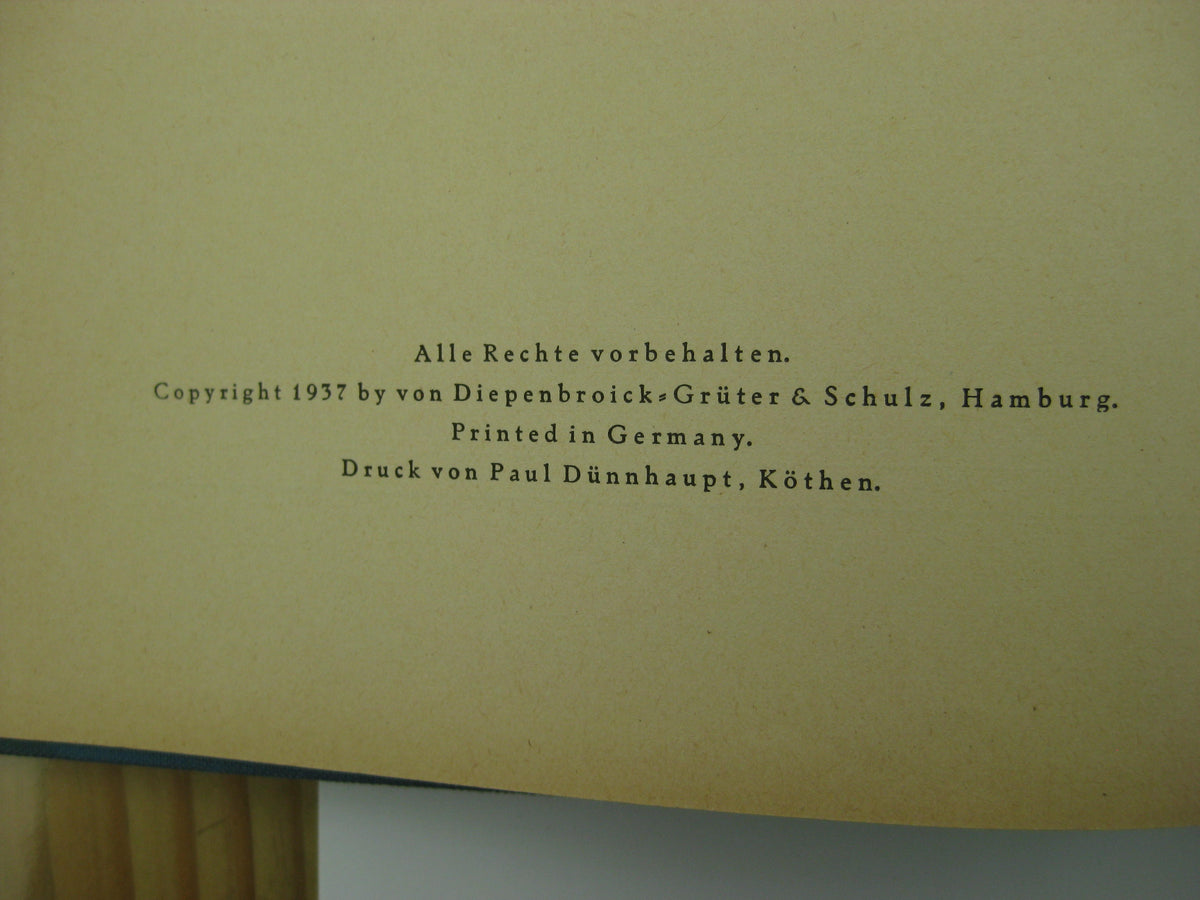 Alle Rechte vorbehalten.
Copyright 1937 by von Diepenbroick-Grüter & Schulz, Hamburg.
Printed in Germany.
Druck von Paul Dünnhaupt, Köthen.